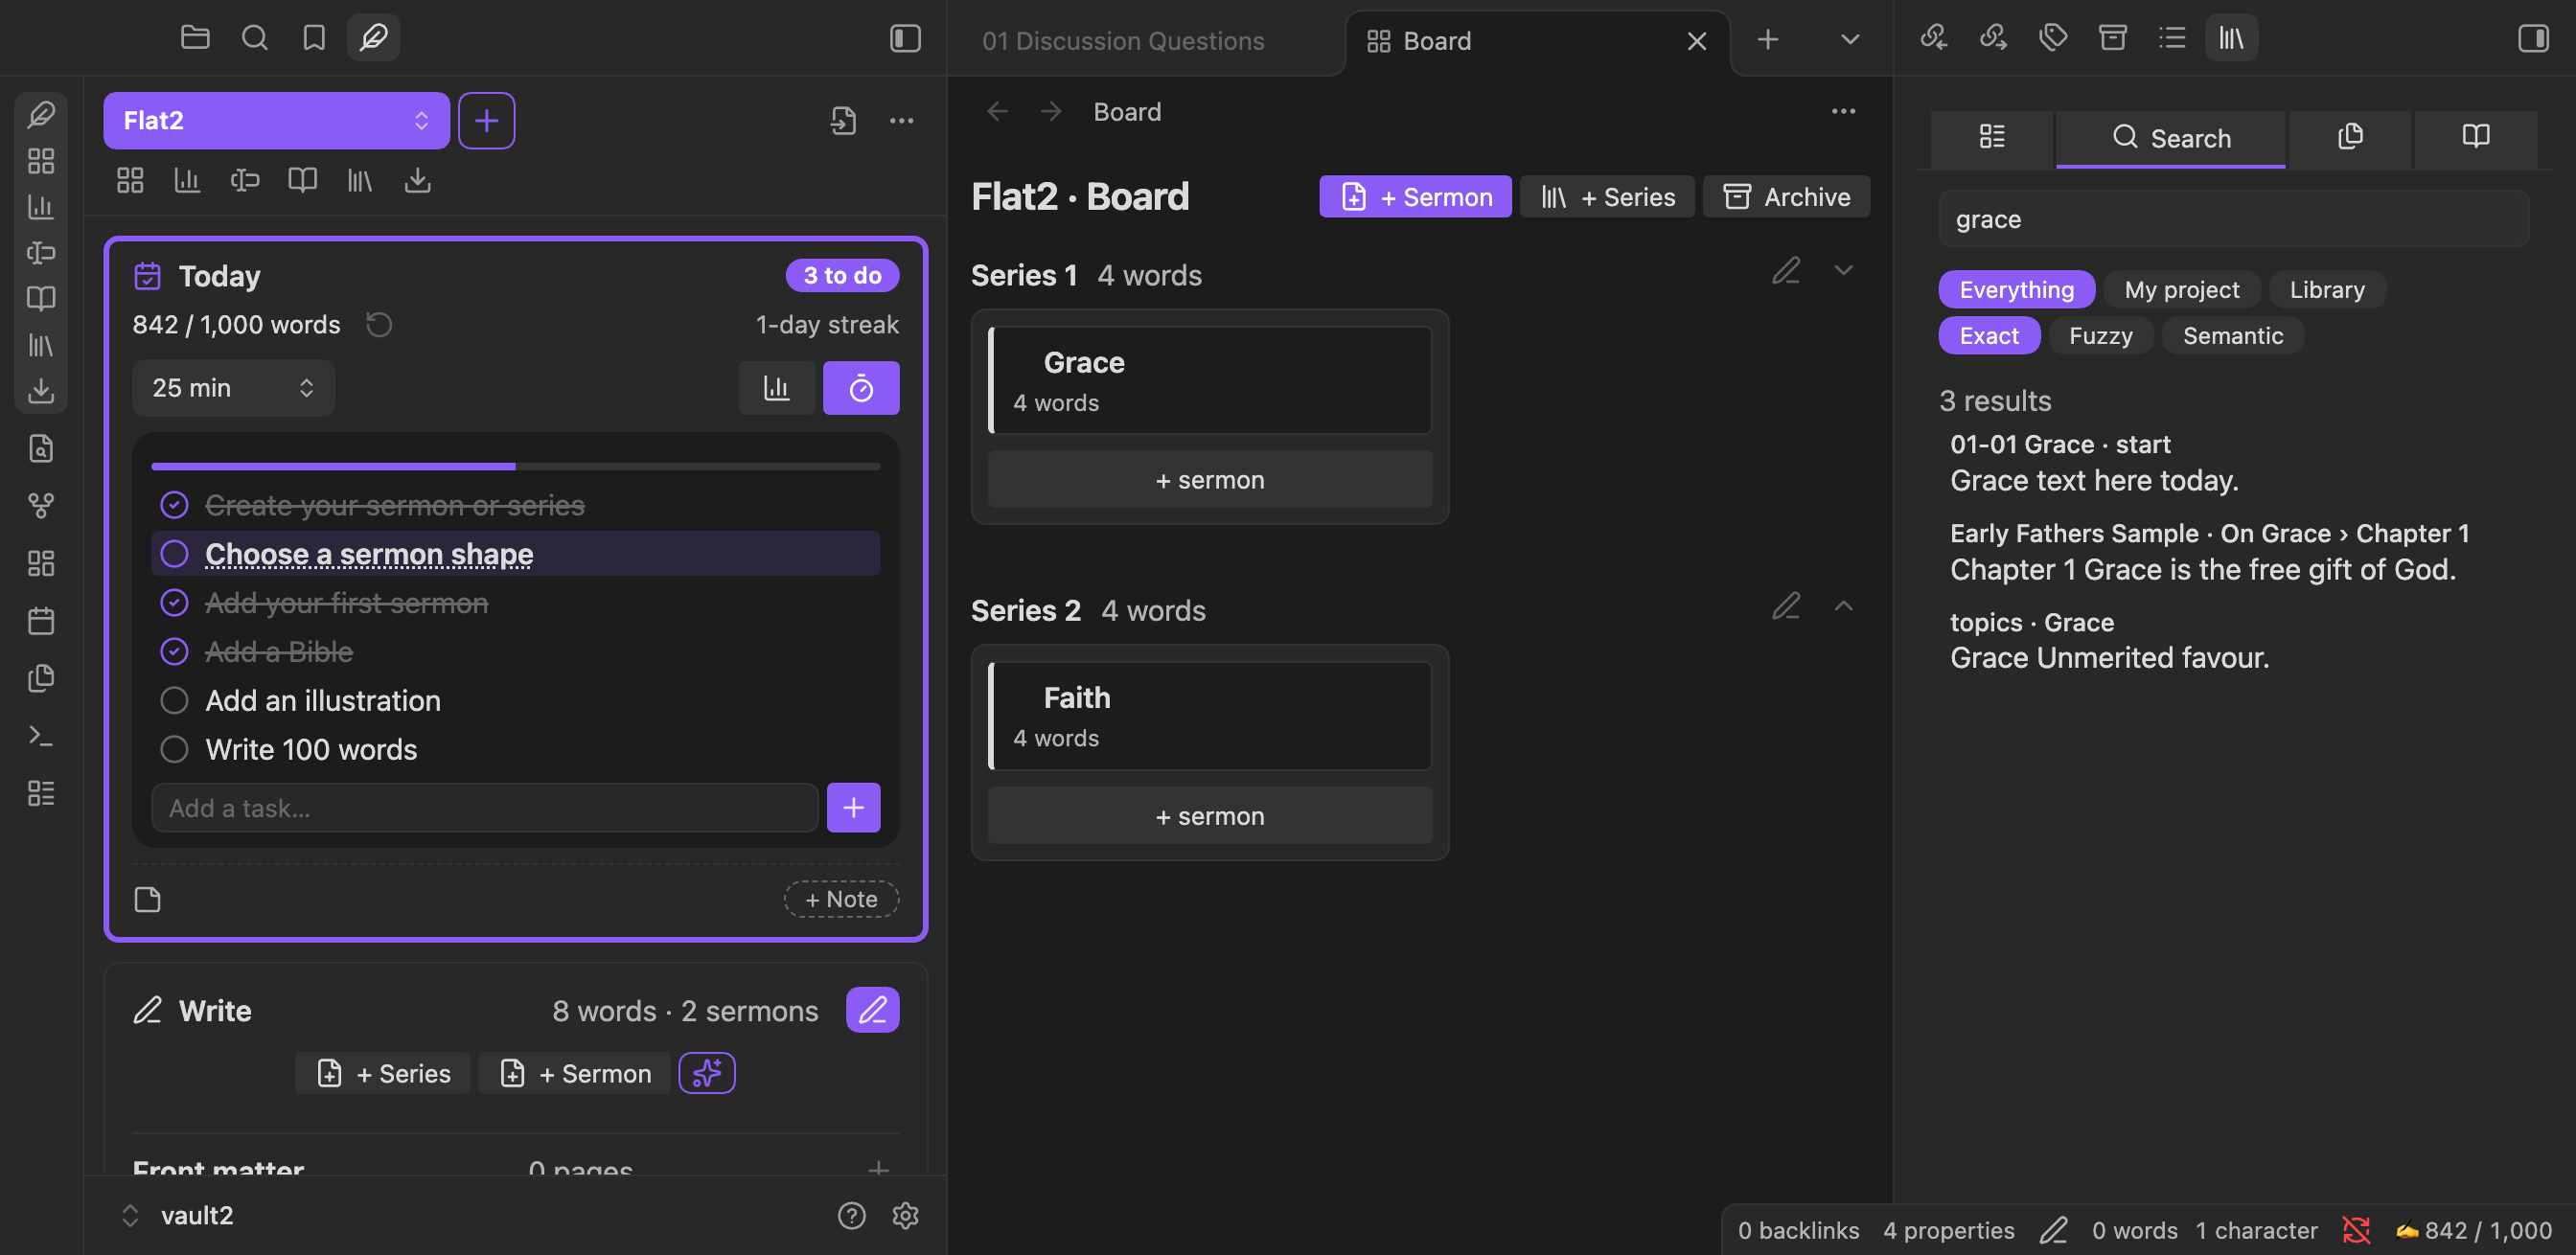 01 Discussion Questions
Board
Flat2
Board
Today
3 to do
842 / 1,000 words
1-day streak
25 min
Create your sermon or series
Choose a sermon shape
Add your first sermon
Add a Bible
Add an illustration
Write 100 words
Add a task...
+ Note
Write
8 words · 2 sermons
+ Series
+ Sermon
Front matter
0 pages
vault2
Flat2 · Board
+ Sermon
+ Series
Archive
Series 1 4 words
Grace
4 words
+ sermon
Series 2 4 words
Faith
4 words
+ sermon
Search
grace
Everything
My project
Library
Exact
Fuzzy
Semantic
3 results
01-01 Grace · start
Grace text here today.
Early Fathers Sample · On Grace › Chapter 1
Chapter 1 Grace is the free gift of God.
topics · Grace
Grace Unmerited favour.
0 backlinks
4 properties
0 words 1 character
✍️ 842 / 1,000